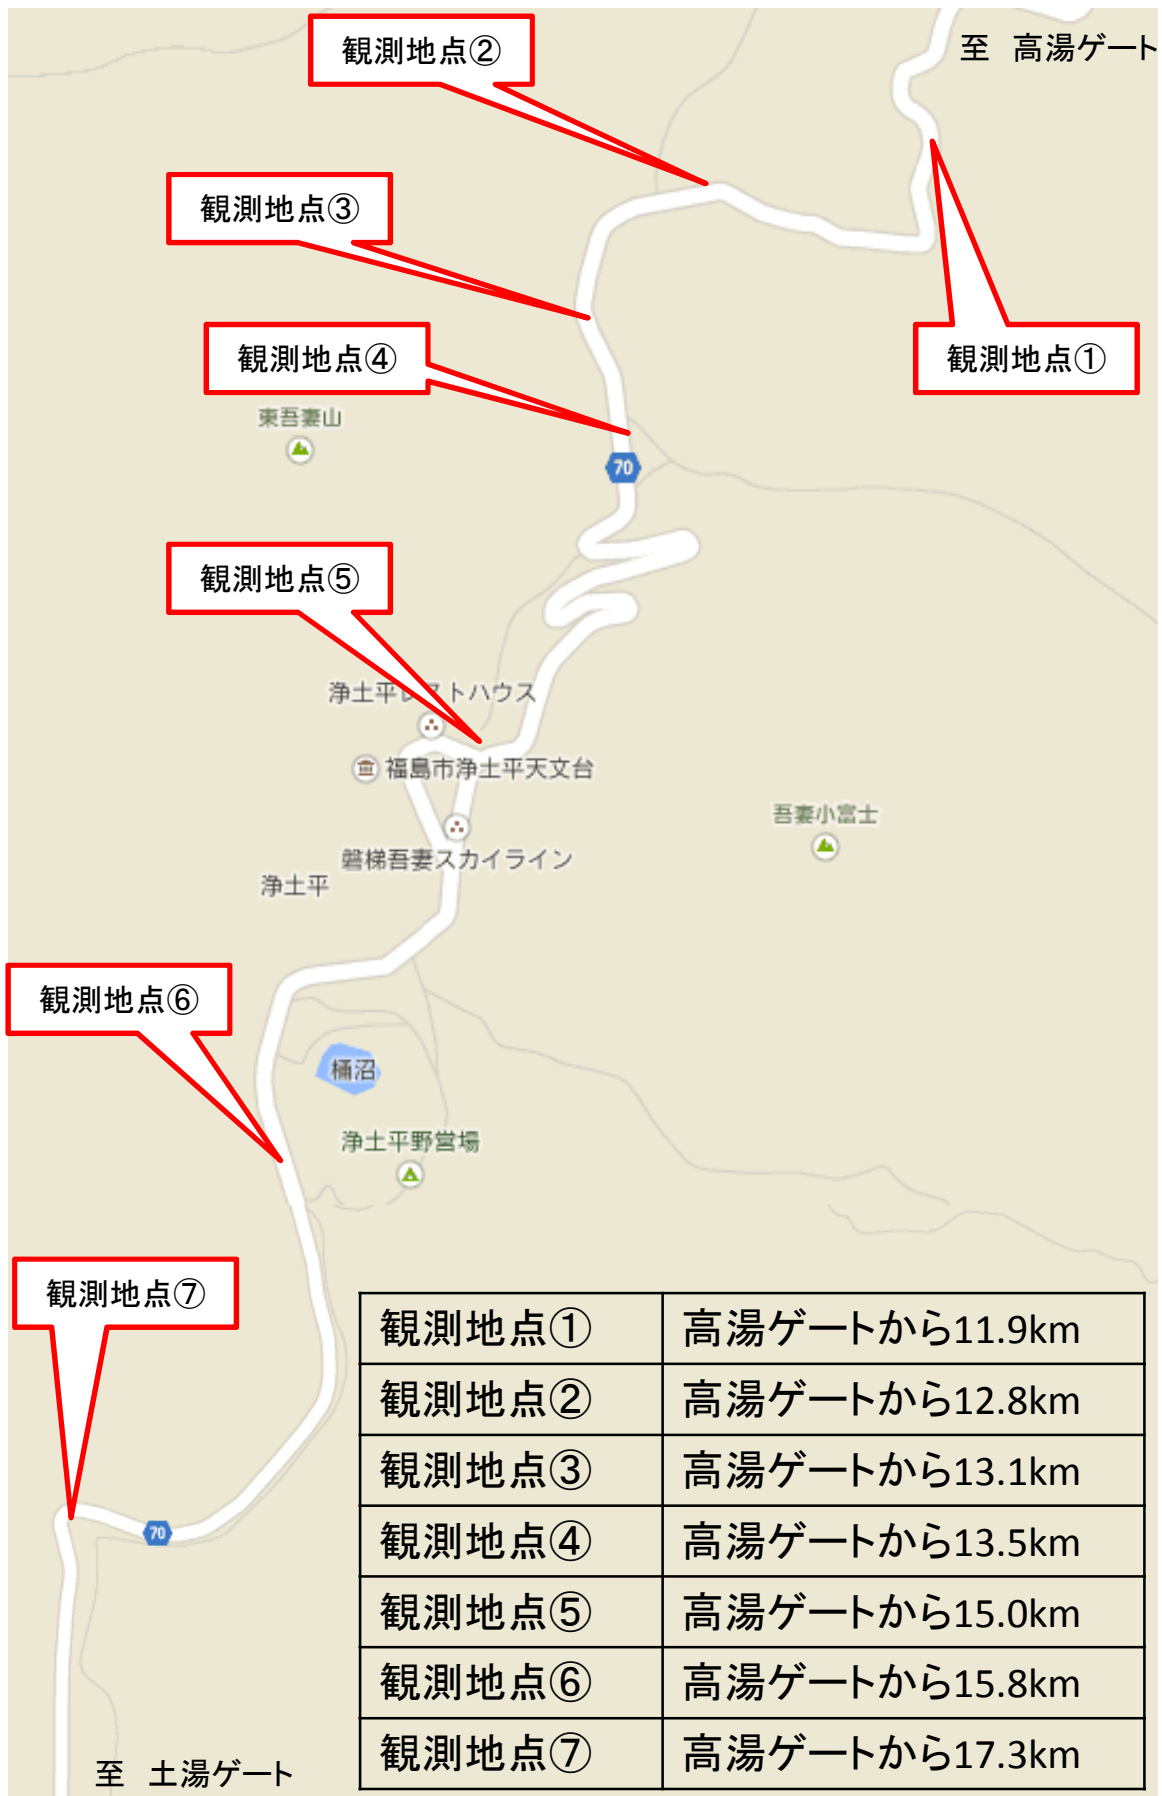 観測地点②
至　高湯ゲート
観測地点③
観測地点④
観測地点①
東吾妻山
70
観測地点⑤
浄土平レストハウス
福島市浄土平天文台
吾妻小富士
磐梯吾妻スカイライン
浄土平
観測地点⑥
桶沼
浄土平野営場
観測地点⑦
観測地点① 高湯ゲートから11.9km
観測地点② 高湯ゲートから12.8km
観測地点③ 高湯ゲートから13.1km
70
観測地点④ 高湯ゲートから13.5km
観測地点⑤ 高湯ゲートから15.0km
観測地点⑥ 高湯ゲートから15.8km
観測地点⑦ 高湯ゲートから17.3km
至　土湯ゲート